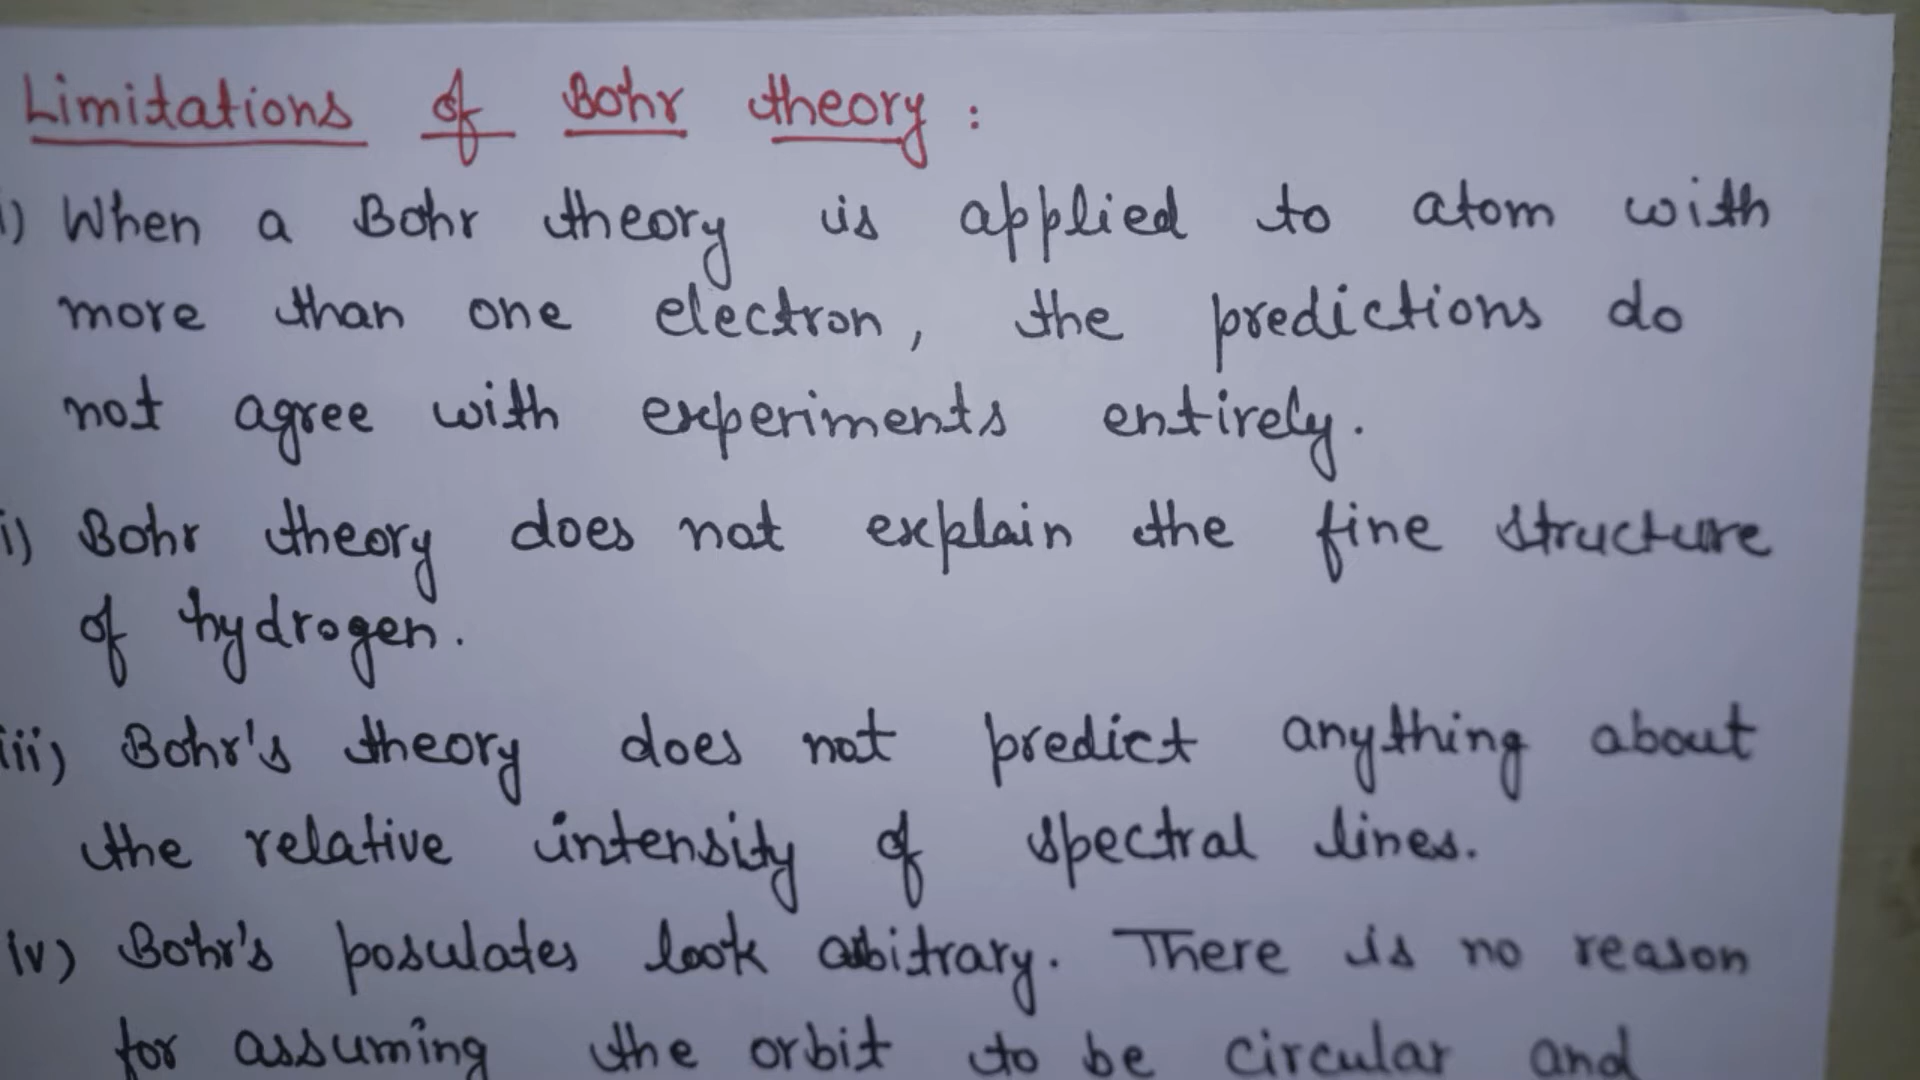 Limitations of Bohr theory :
i) When a Bohr theory is applied to atom with
more than one electron, the predictions do
not agree with experiments entirely.
i) Bohr theory does not explain the fine structure
of hydrogen.
iii) Bohr's theory does not predict anything about
the relative intensity of spectral lines.
iv) Bohr's posulates look arbitrary. There is no reason
for assuming the orbit to be circular and